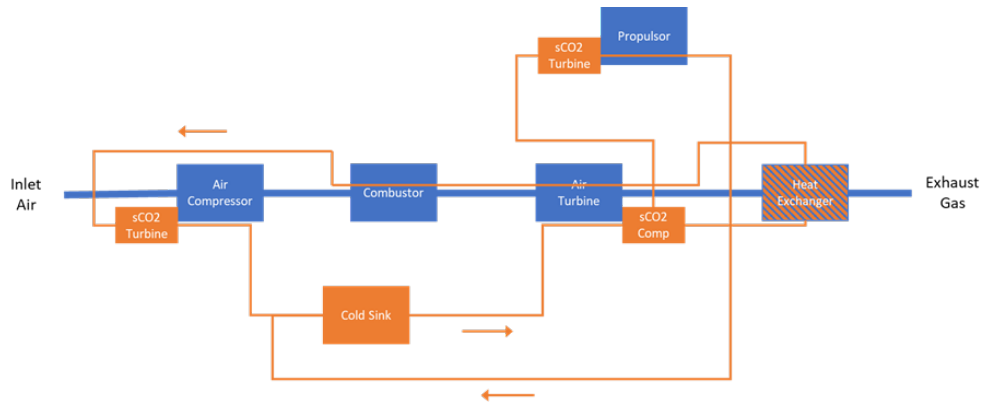 Propulsor
sCO2
Turbine
Inlet
Air
Air
Compressor
Combustor
Air
Turbine
Heat
Exchanger
Exhaust
Gas
sCO2
Turbine
sCO2
Comp
Cold Sink